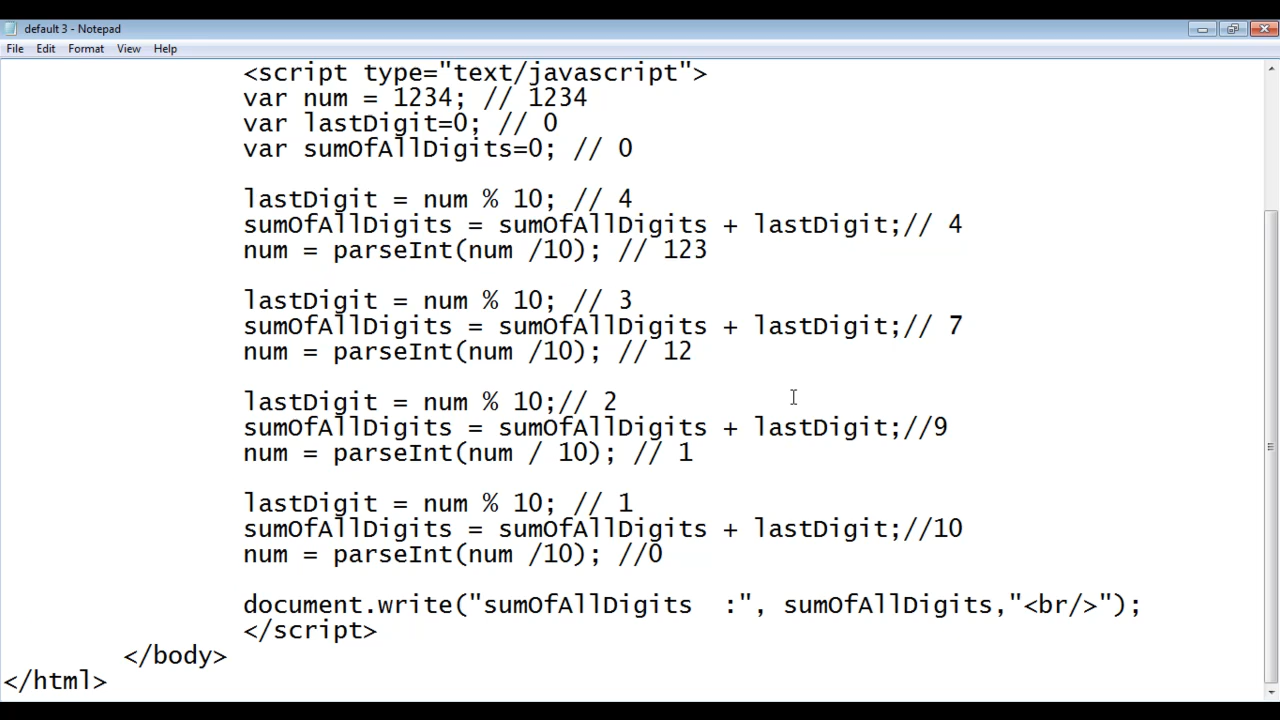 default 3 - Notepad
File Edit Format View Help
<script type="text/javascript">
var num = 1234; // 1234
var lastDigit=0; // 0
var sumOfAllDigits=0; // 0
lastDigit = num % 10; // 4
sumOfAllDigits = sumOfAllDigits + lastDigit;// 4
num = parseInt(num /10); // 123
lastDigit = num % 10; // 3
sumOfAllDigits = sumOfAllDigits + lastDigit;// 7
num = parseInt(num /10); // 12
lastDigit = num % 10;// 2
sumOfAllDigits = sumOfAllDigits + lastDigit;//9
num = parseInt(num / 10); // 1
lastDigit = num % 10; // 1
sumOfAllDigits = sumOfAllDigits + lastDigit;//10
num = parseInt(num /10); //0
document.write("sumOfAllDigits  :", sumOfAllDigits,"<br/>");
</script>
</body>
</html>